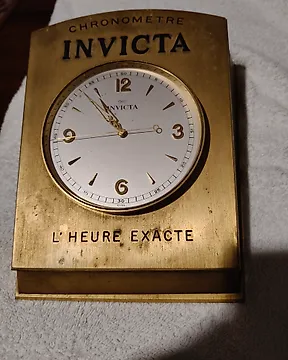 CHRONOMETRE
INVICTA
12
INVICTA
9
3
6
L'HEURE EXACTE